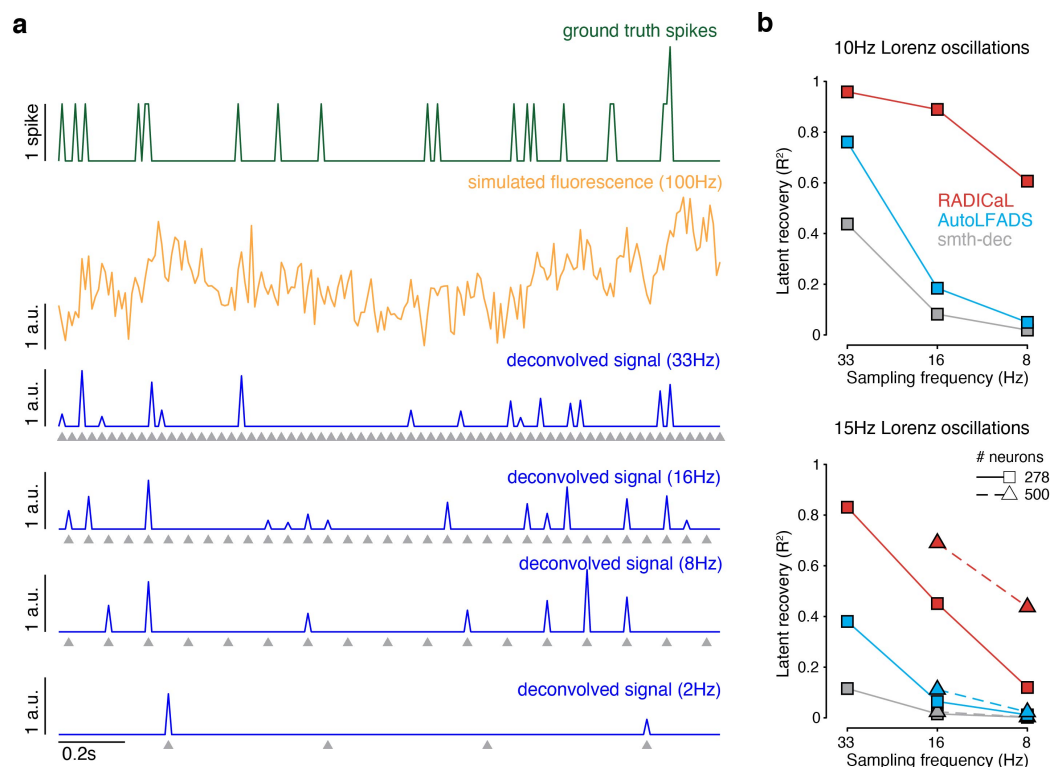 a
ground truth spikes
1 spike
simulated fluorescence (100Hz)
1 a.u.
deconvolved signal (33Hz)
1 a.u.
deconvolved signal (16Hz)
1 a.u.
deconvolved signal (8Hz)
1 a.u.
deconvolved signal (2Hz)
1 a.u.
0.2s
b
10Hz Lorenz oscillations
1
0.8
0.6
0.4
0.2
0
Latent recovery (R²)
RADICaL
AutoLFADS
smth-dec
33
16
8
Sampling frequency (Hz)
15Hz Lorenz oscillations
# neurons
278
500
1
0.8
0.6
0.4
0.2
0
Latent recovery (R²)
33
16
8
Sampling frequency (Hz)